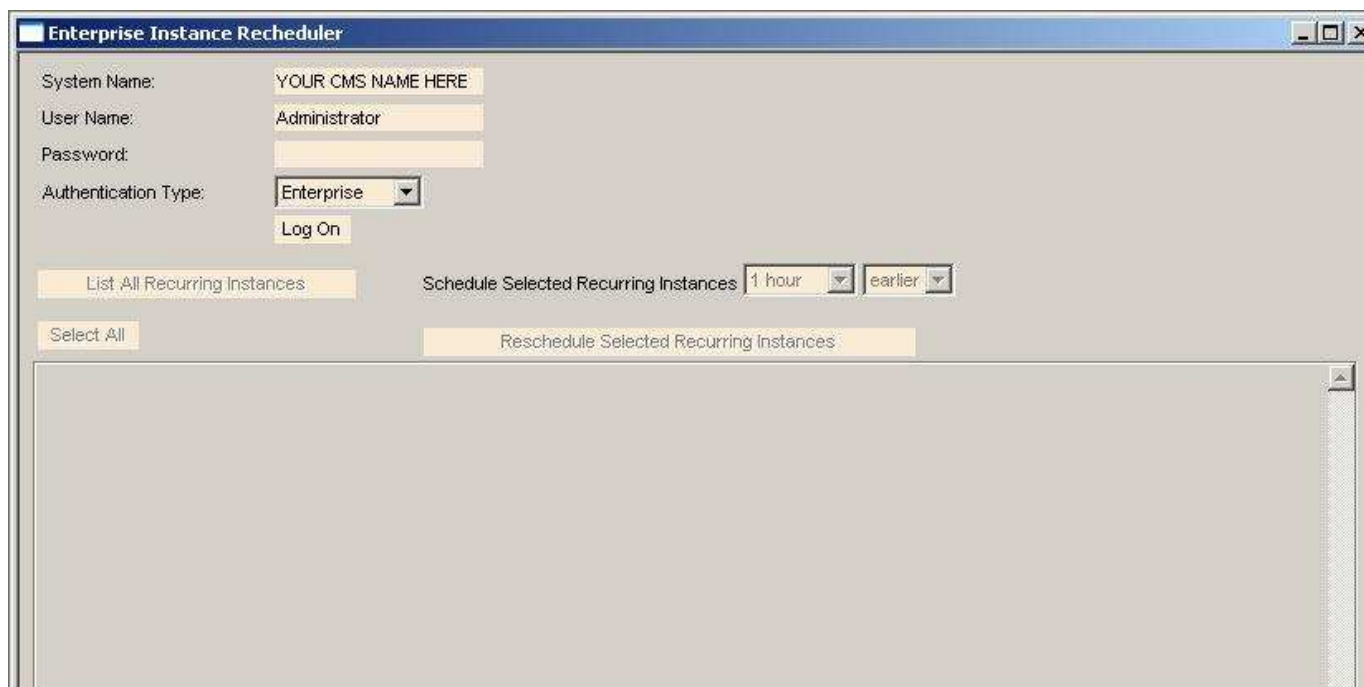 Enterprise Instance Recheduler
System Name: YOUR CMS NAME HERE
User Name: Administrator
Password:
Authentication Type: Enterprise
Log On
List All Recurring Instances Schedule Selected Recurring Instances 1 hour earlier
Select All Reschedule Selected Recurring Instances